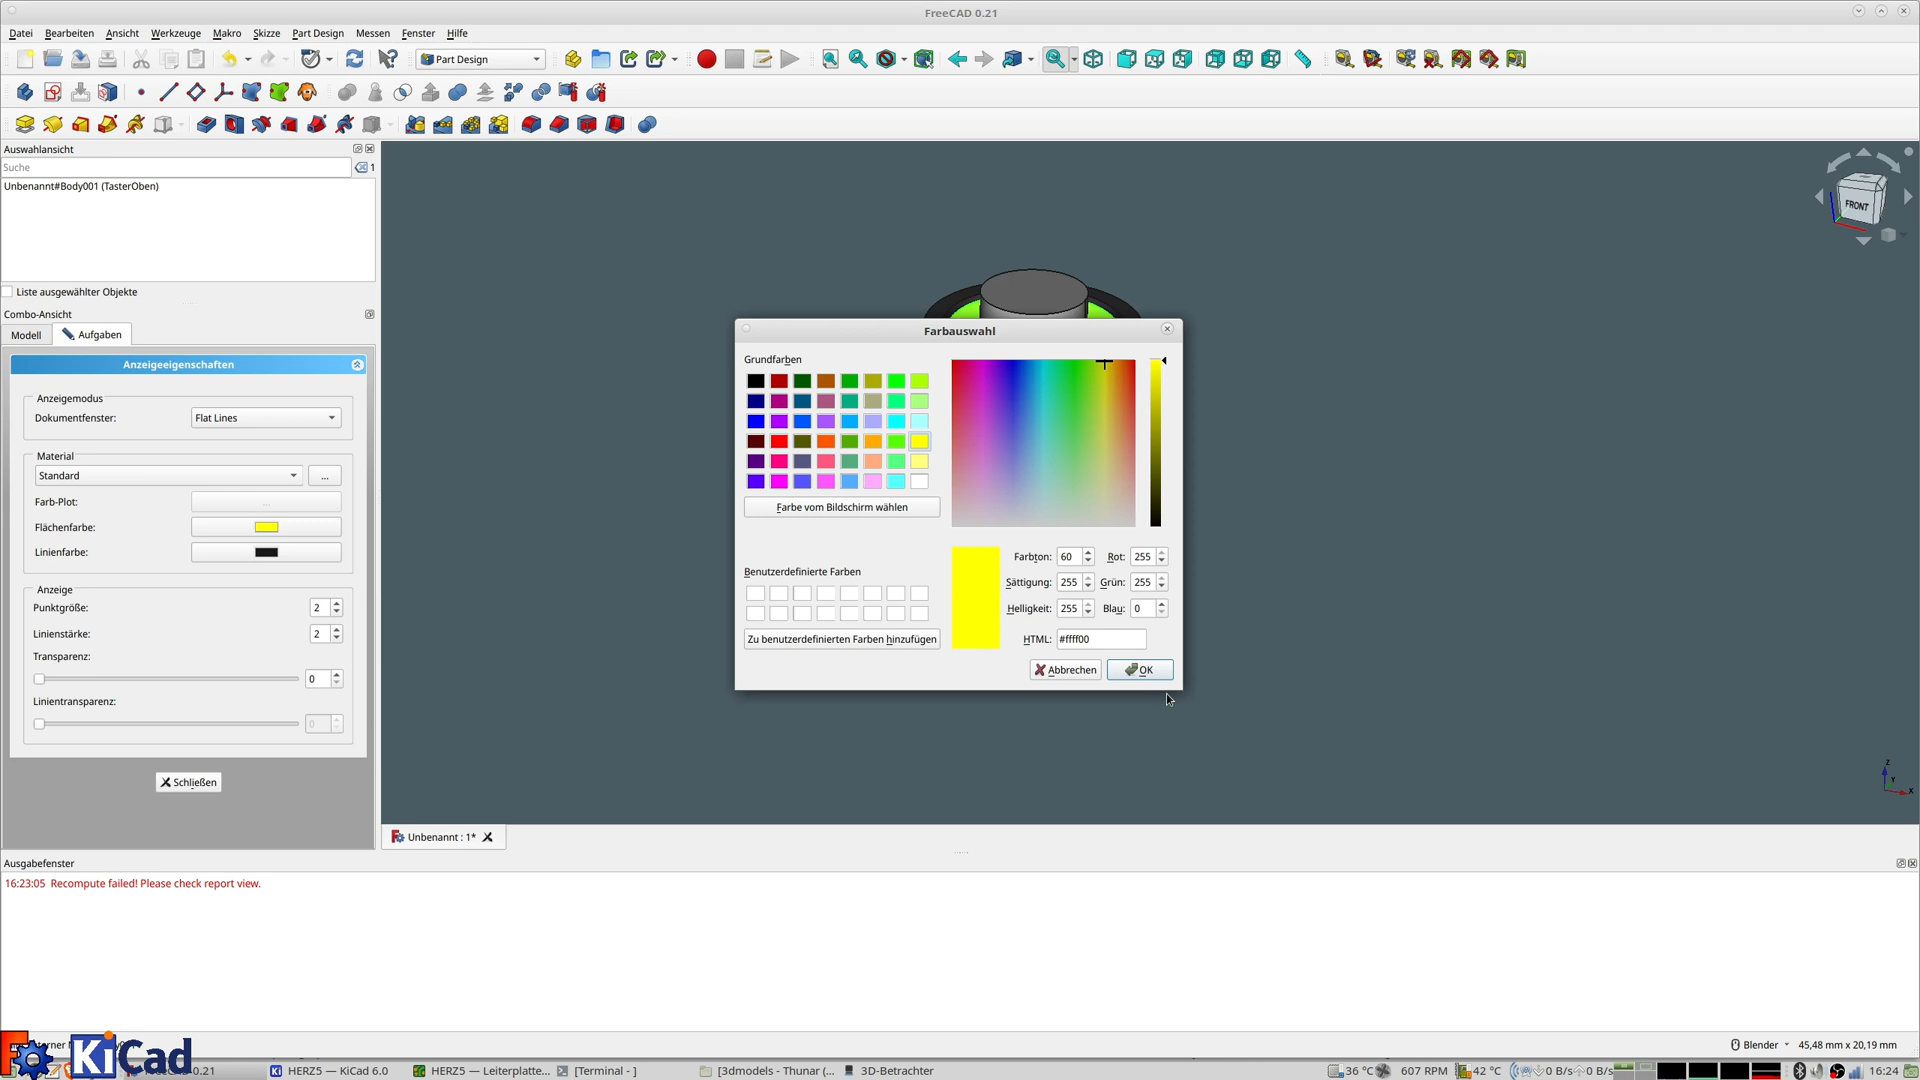 FreeCAD 0.21
Datei Bearbeiten Ansicht Werkzeuge Makro Skizze Part Design Messen Fenster Hilfe
Part Design
Auswahlansicht
Suche
1
Unbenannt#Body001 (TasterOben)
Liste ausgewählter Objekte
Combo-Ansicht
Modell Aufgaben
Anzeigeeigenschaften
Anzeigemodus
Dokumentfenster: Flat Lines
Material
Standard ...
Farb-Plot: ...
Flächenfarbe:
Linienfarbe:
Anzeige
Punktgröße: 2
Linienstärke: 2
Transparenz:
0
Linientransparenz:
0
Schließen
FRONT
Farbauswahl
Grundfarben
Farbe vom Bildschirm wählen
Benutzerdefinierte Farben
Zu benutzerdefinierten Farben hinzufügen
Farbton: 60 Rot: 255
Sättigung: 255 Grün: 255
Helligkeit: 255 Blau: 0
HTML: #ffff00
Abbrechen OK
Z
Y
X
Unbenannt : 1*
Ausgabefenster
16:23:05 Recompute failed! Please check report view.
KiCad
Blender 45,48 mm x 20,19 mm
0.21
HERZ5 — KiCad 6.0
HERZ5 — Leiterplatte...
[Terminal - ]
[3dmodels - Thunar (...
3D-Betrachter
36 °C 607 RPM 42 °C 0 B/s 0 B/s 16:24